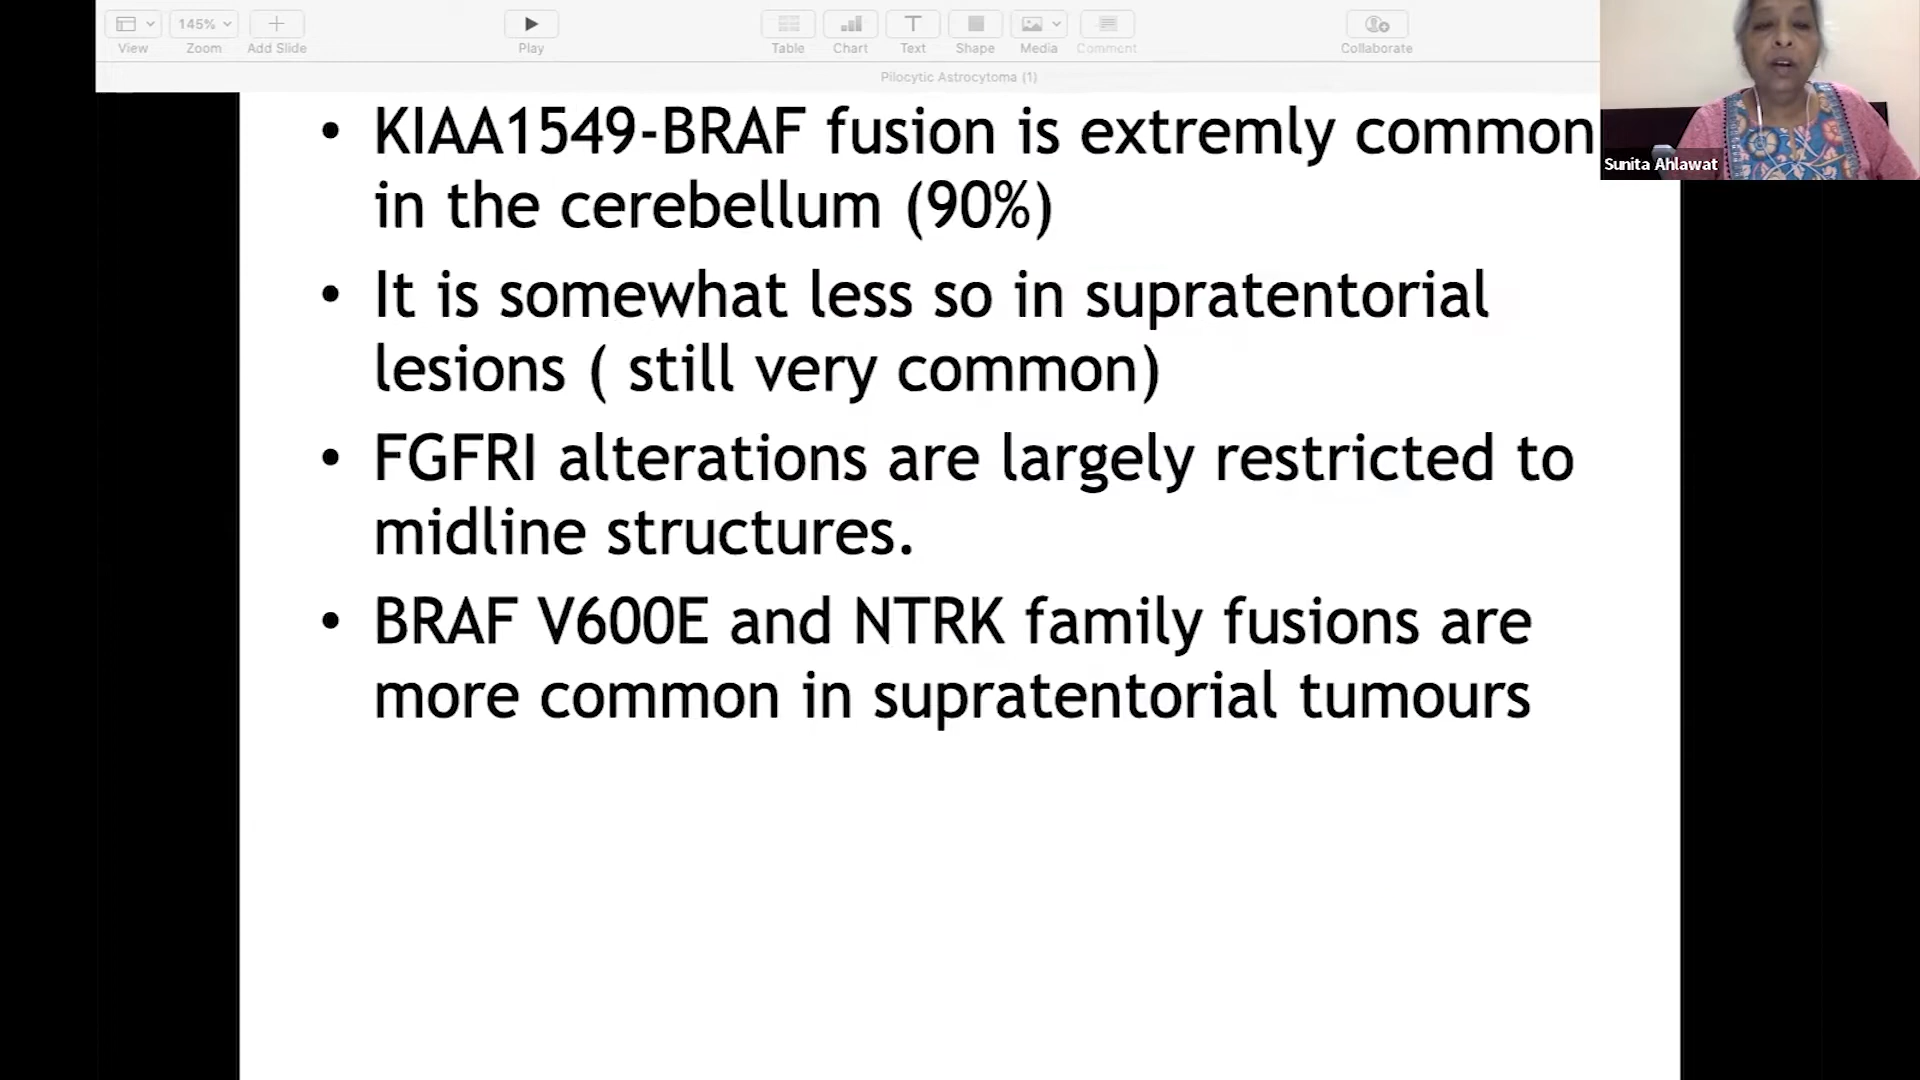 145%
View
Zoom
Add Slide
Play
Table
Chart
Text
Shape
Media
Comment
Collaborate
Pilocytic Astrocytoma (1)
• KIAA1549-BRAF fusion is extremly common
in the cerebellum (90%)
• It is somewhat less so in supratentorial
lesions ( still very common)
• FGFRI alterations are largely restricted to
midline structures.
• BRAF V600E and NTRK family fusions are
more common in supratentorial tumours
Sunita Ahlawat